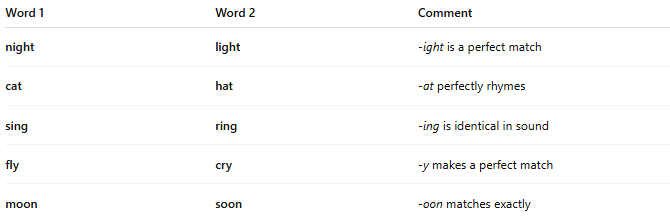 Word 1 Word 2 Comment
night light -ight is a perfect match
cat hat -at perfectly rhymes
sing ring -ing is identical in sound
fly cry -y makes a perfect match
moon soon -oon matches exactly